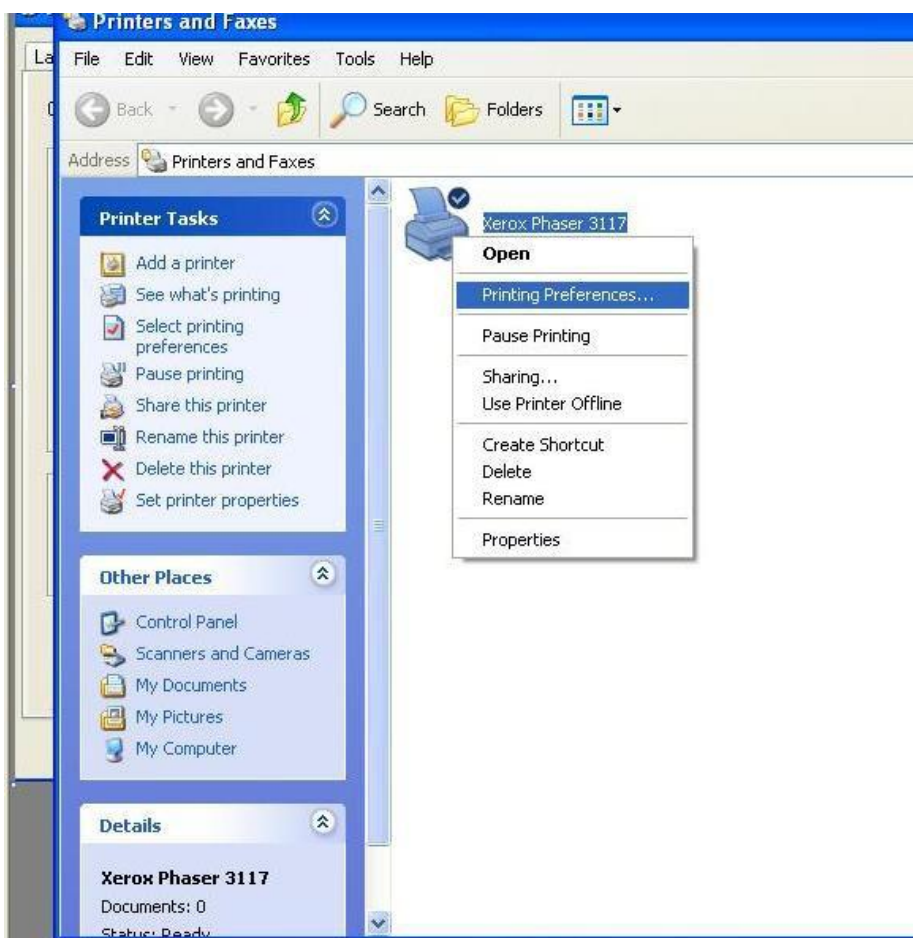 Printers and Faxes
La
File Edit View Favorites Tools Help
Back Search Folders
Address Printers and Faxes
Printer Tasks
Add a printer
See what's printing
Select printing
preferences
Pause printing
Share this printer
Rename this printer
Delete this printer
Set printer properties
Other Places
Control Panel
Scanners and Cameras
My Documents
My Pictures
My Computer
Details
Xerox Phaser 3117
Documents: 0
Status: Ready
Xerox Phaser 3117
Open
Printing Preferences...
Pause Printing
Sharing...
Use Printer Offline
Create Shortcut
Delete
Rename
Properties